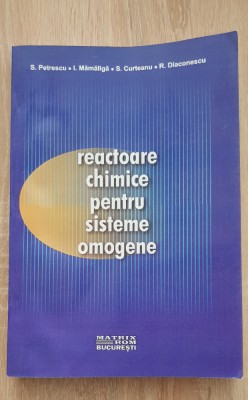 S. Petrescu • I. Mămăligă • S. Curteanu • R. Diaconescu
reactoare
chimice
pentru
sisteme
omogene
MATRIX
ROM
BUCUREŞTI